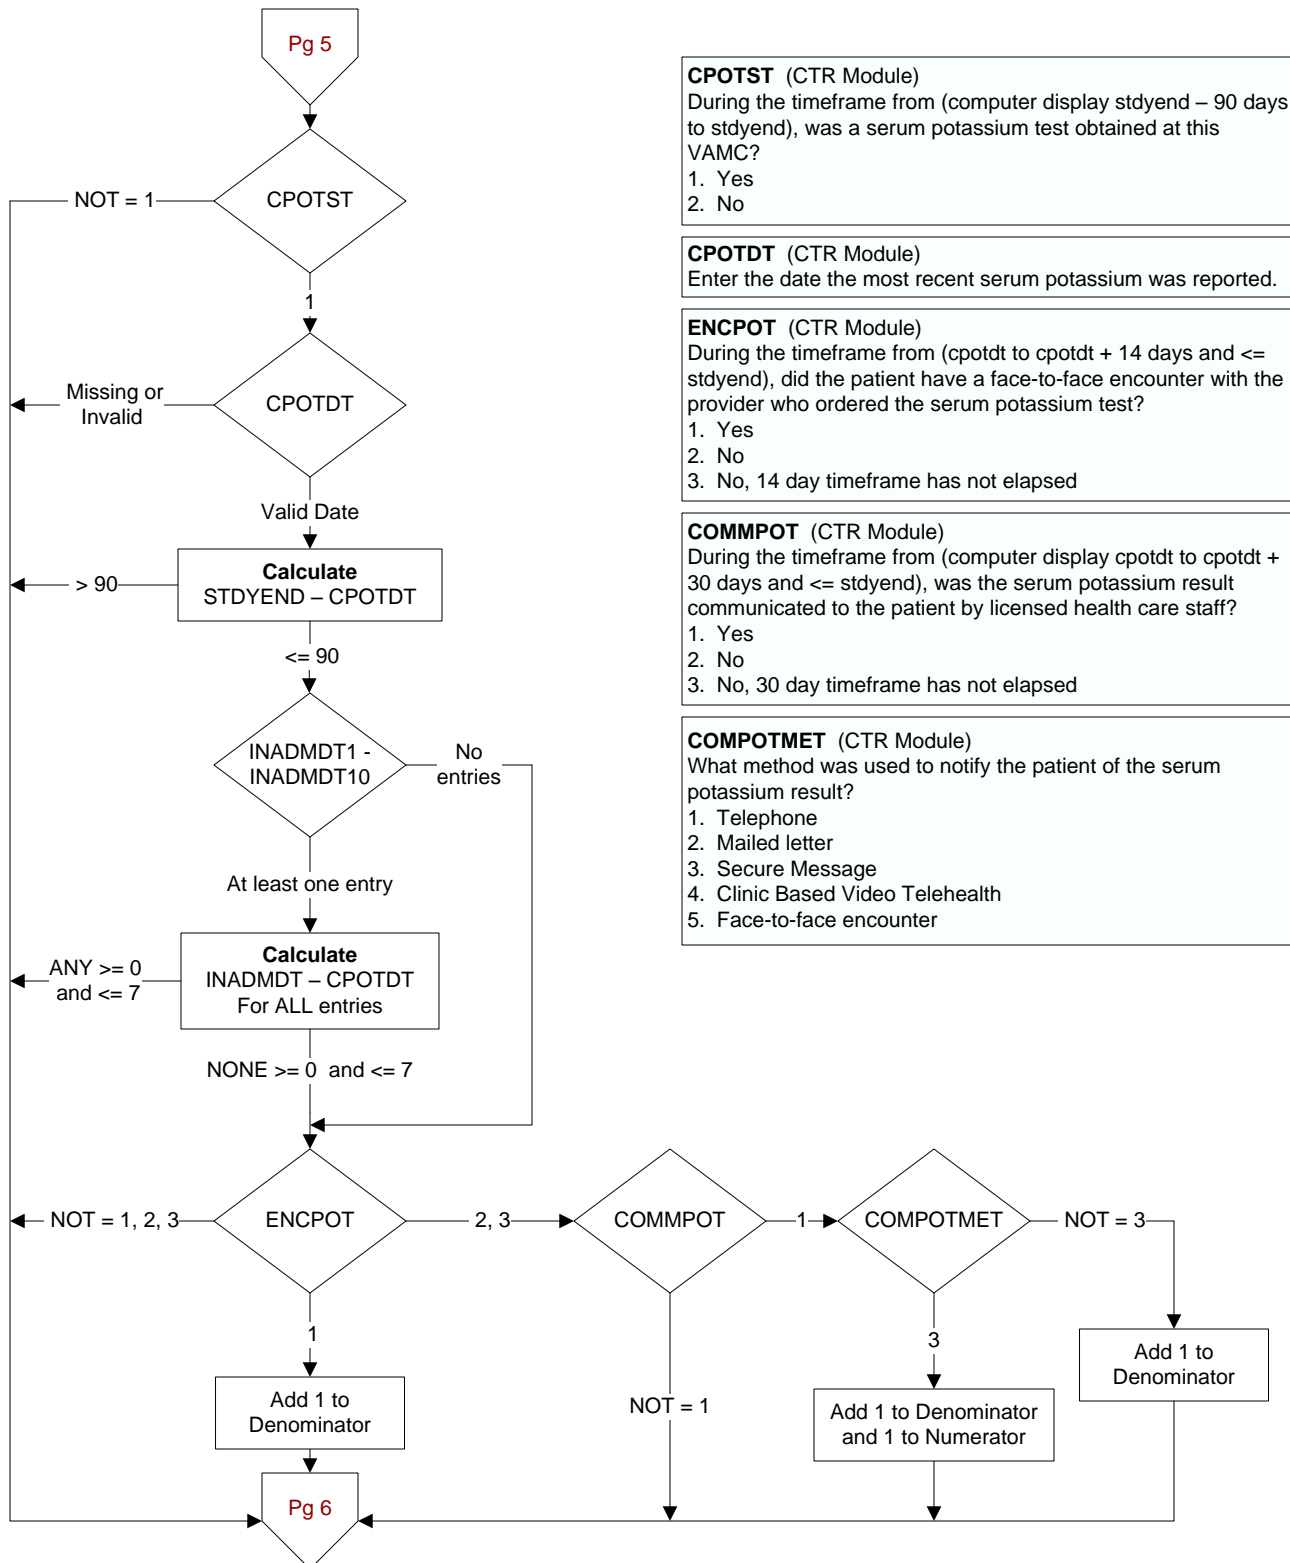 Pg 5
CPOTST
NOT = 1
1
CPOTDT
Missing or
Invalid
Valid Date
Calculate
STDYEND – CPOTDT
> 90
<= 90
INADMDT1 -
INADMDT10
No
entries
At least one entry
Calculate
INADMDT – CPOTDT
For ALL entries
ANY >= 0
and <= 7
NONE >= 0 and <= 7
ENCPOT
NOT = 1, 2, 3
2, 3
COMMPOT
1
COMPOTMET
NOT = 3
1
3
NOT = 1
Add 1 to
Denominator
Add 1 to Denominator
and 1 to Numerator
Add 1 to
Denominator
Pg 6
CPOTST (CTR Module)
During the timeframe from (computer display stdyend – 90 days
to stdyend), was a serum potassium test obtained at this
VAMC?
1. Yes
2. No
CPOTDT (CTR Module)
Enter the date the most recent serum potassium was reported.
ENCPOT (CTR Module)
During the timeframe from (cpotdt to cpotdt + 14 days and <=
stdyend), did the patient have a face-to-face encounter with the
provider who ordered the serum potassium test?
1. Yes
2. No
3. No, 14 day timeframe has not elapsed
COMMPOT (CTR Module)
During the timeframe from (computer display cpotdt to cpotdt +
30 days and <= stdyend), was the serum potassium result
communicated to the patient by licensed health care staff?
1. Yes
2. No
3. No, 30 day timeframe has not elapsed
COMPOTMET (CTR Module)
What method was used to notify the patient of the serum
potassium result?
1. Telephone
2. Mailed letter
3. Secure Message
4. Clinic Based Video Telehealth
5. Face-to-face encounter